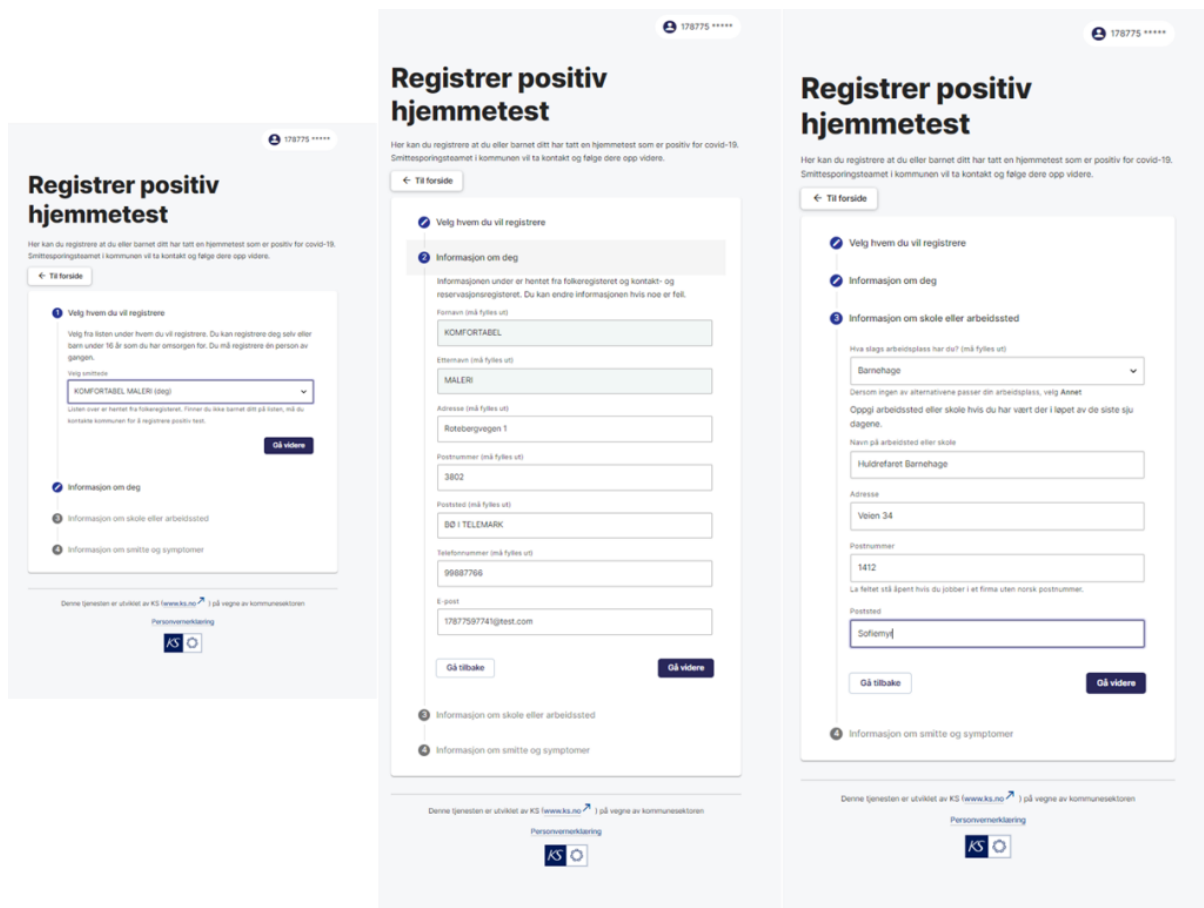 178775 *****
Registrer positiv
hjemmetest
Her kan du registrere at du eller barnet ditt har tatt en hjemmetest som er positiv for covid-19.
Smittesporingsteamet i kommunen vil ta kontakt og følge dere opp videre.
← Til forside
1 Velg hvem du vil registrere
Velg fra listen under hvem du vil registrere. Du kan registrere deg selv eller
barn under 16 år som du har omsorgen for. Du må registrere én person av
gangen.
Velg smittede
KOMFORTABEL MALERI (deg)
Listen over er hentet fra folkeregisteret. Finner du ikke barnet ditt på listen, må du
kontakte kommunen for å registrere positiv test.
Gå videre
Informasjon om deg
3 Informasjon om skole eller arbeidssted
4 Informasjon om smitte og symptomer
Denne tjenesten er utviklet av KS (www.ks.no ) på vegne av kommunesektoren
Personvernerklæring
KS
178775 *****
Registrer positiv
hjemmetest
Her kan du registrere at du eller barnet ditt har tatt en hjemmetest som er positiv for covid-19.
Smittesporingsteamet i kommunen vil ta kontakt og følge dere opp videre.
← Til forside
Velg hvem du vil registrere
2 Informasjon om deg
Informasjonen under er hentet fra folkeregisteret og kontakt- og
reservasjonsregisteret. Du kan endre informasjonen hvis noe er feil.
Fornavn (må fylles ut)
KOMFORTABEL
Etternavn (må fylles ut)
MALERI
Adresse (må fylles ut)
Rotebergvegen 1
Postnummer (må fylles ut)
3802
Poststed (må fylles ut)
BØ I TELEMARK
Telefonnummer (må fylles ut)
99887766
E-post
17877597741@test.com
Gå tilbake
Gå videre
3 Informasjon om skole eller arbeidssted
4 Informasjon om smitte og symptomer
Denne tjenesten er utviklet av KS (www.ks.no ) på vegne av kommunesektoren
Personvernerklæring
KS
178775 *****
Registrer positiv
hjemmetest
Her kan du registrere at du eller barnet ditt har tatt en hjemmetest som er positiv for covid-19.
Smittesporingsteamet i kommunen vil ta kontakt og følge dere opp videre.
← Til forside
Velg hvem du vil registrere
Informasjon om deg
3 Informasjon om skole eller arbeidssted
Hva slags arbeidsplass har du? (må fylles ut)
Barnehage
Dersom ingen av alternativene passer din arbeidsplass, velg Annet
Oppgi arbeidssted eller skole hvis du har vært der i løpet av de siste sju
dagene.
Navn på arbeidsted eller skole
Huldrefaret Barnehage
Adresse
Veien 34
Postnummer
1412
La feltet stå åpent hvis du jobber i et firma uten norsk postnummer.
Poststed
Sofiemyr
Gå tilbake
Gå videre
4 Informasjon om smitte og symptomer
Denne tjenesten er utviklet av KS (www.ks.no ) på vegne av kommunesektoren
Personvernerklæring
KS